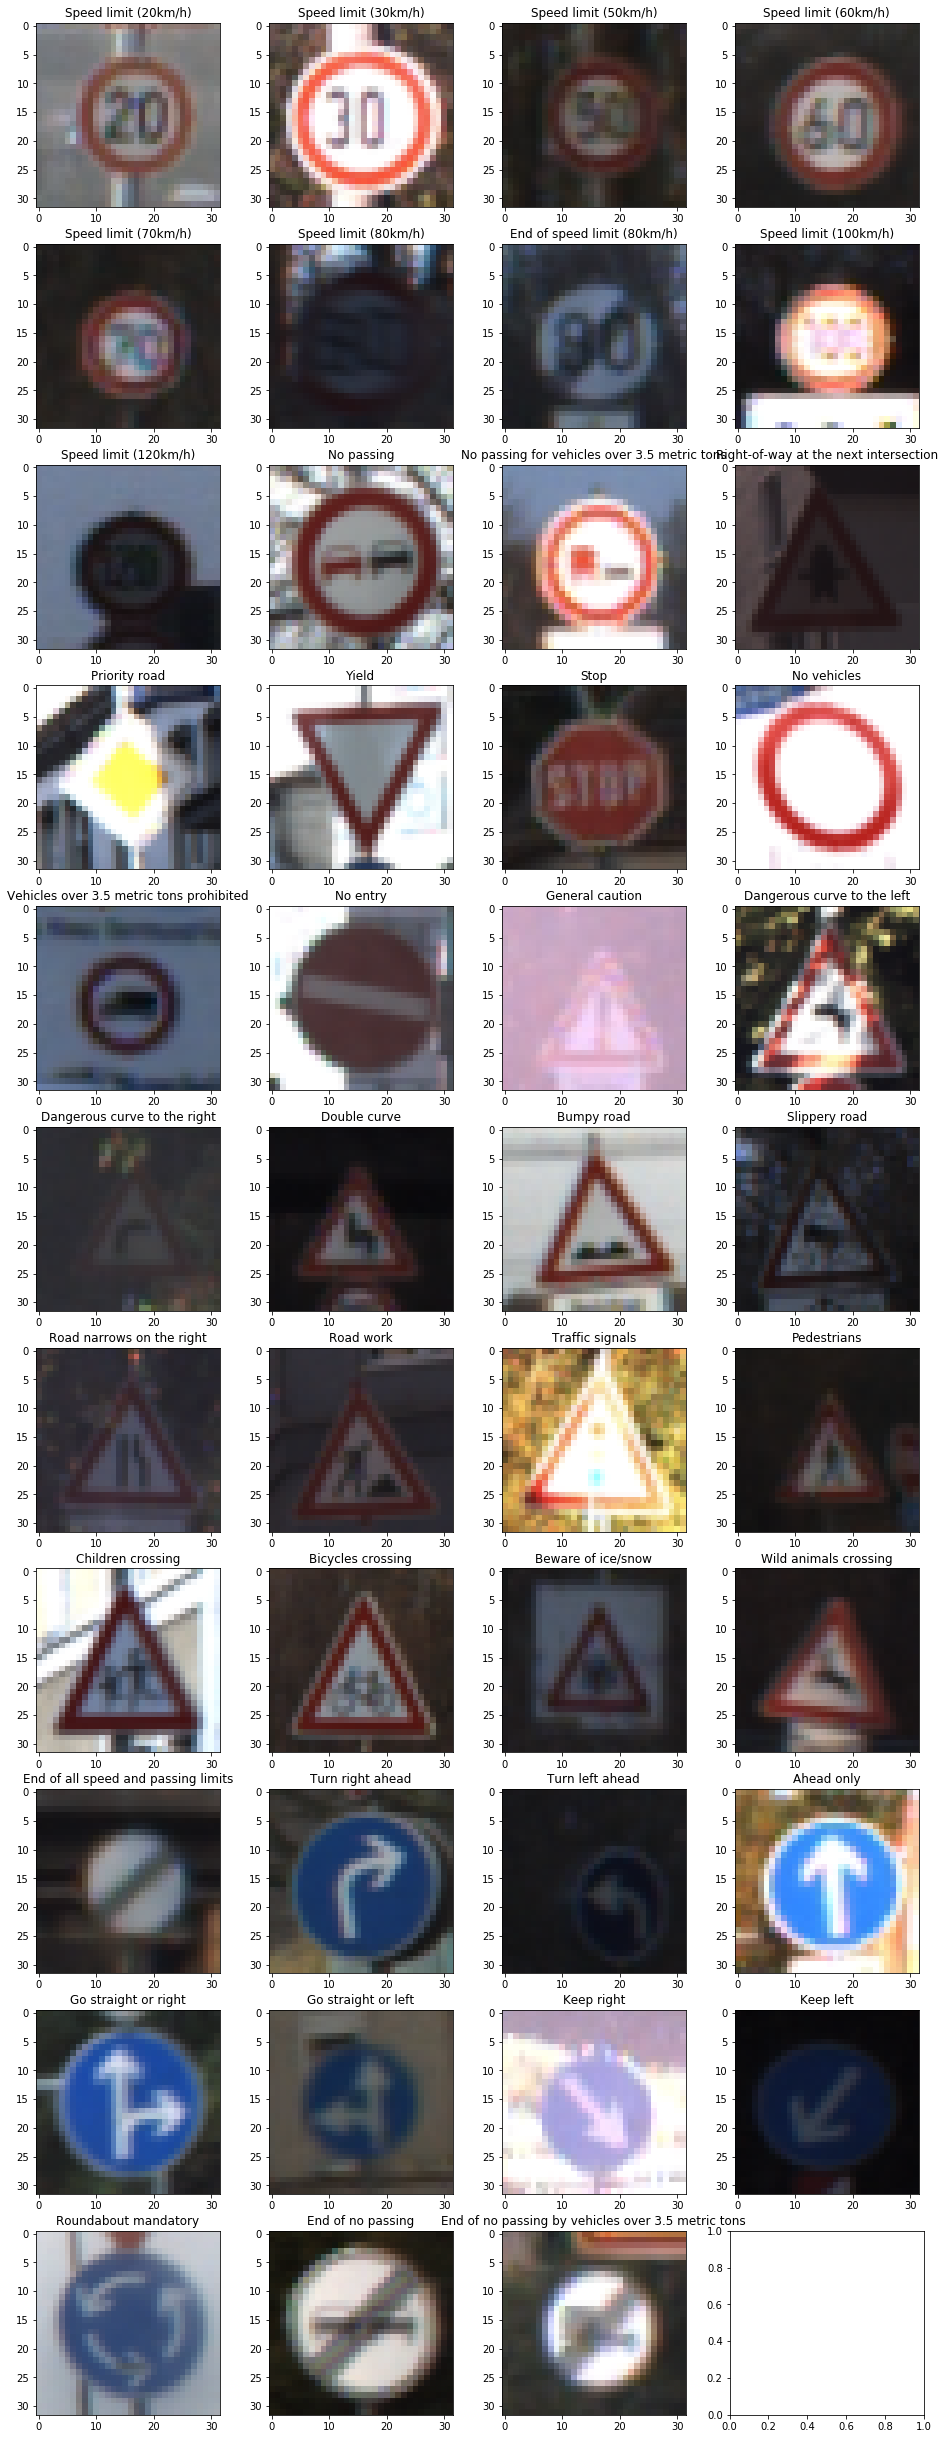 Speed limit (20km/h) Speed limit (30km/h) Speed limit (50km/h) Speed limit (60km/h)
0 0 0 0
5 5 5 5
10 10 10 10
15 15 15 15
20 30 50 60
20 20 20 20
25 25 25 25
30 30 30 30
0 10 20 30 0 10 20 30 0 10 20 30 0 10 20 30
Speed limit (70km/h) Speed limit (80km/h) End of speed limit (80km/h) Speed limit (100km/h)
0 0 0 0
5 5 5 5
10 10 10 10
15 15 15 15
80
20 20 20 20
25 25 25 25
30 30 30 30
0 10 20 30 0 10 20 30 0 10 20 30 0 10 20 30
Speed limit (120km/h) No passing No passing for vehicles over 3.5 metric tons Right-of-way at the next intersection
0 0 0 0
5 5 5 5
10 10 10 10
15 15 15 15
20 20 20 20
25 25 25 25
30 30 30 30
0 10 20 30 0 10 20 30 0 10 20 30 0 10 20 30
Priority road Yield Stop No vehicles
0 0 0 0
5 5 5 5
10 10 10 10
15 15 15 15
STOP
20 20 20 20
25 25 25 25
30 30 30 30
0 10 20 30 0 10 20 30 0 10 20 30 0 10 20 30
Vehicles over 3.5 metric tons prohibited No entry General caution Dangerous curve to the left
0 0 0 0
5 5 5 5
10 10 10 10
15 15 15 15
20 20 20 20
25 25 25 25
30 30 30 30
0 10 20 30 0 10 20 30 0 10 20 30 0 10 20 30
Dangerous curve to the right Double curve Bumpy road Slippery road
0 0 0 0
5 5 5 5
10 10 10 10
15 15 15 15
20 20 20 20
25 25 25 25
30 30 30 30
0 10 20 30 0 10 20 30 0 10 20 30 0 10 20 30
Road narrows on the right Road work Traffic signals Pedestrians
0 0 0 0
5 5 5 5
10 10 10 10
15 15 15 15
20 20 20 20
25 25 25 25
30 30 30 30
0 10 20 30 0 10 20 30 0 10 20 30 0 10 20 30
Children crossing Bicycles crossing Beware of ice/snow Wild animals crossing
0 0 0 0
5 5 5 5
10 10 10 10
15 15 15 15
20 20 20 20
25 25 25 25
30 30 30 30
0 10 20 30 0 10 20 30 0 10 20 30 0 10 20 30
End of all speed and passing limits Turn right ahead Turn left ahead Ahead only
0 0 0 0
5 5 5 5
10 10 10 10
15 15 15 15
20 20 20 20
25 25 25 25
30 30 30 30
0 10 20 30 0 10 20 30 0 10 20 30 0 10 20 30
Go straight or right Go straight or left Keep right Keep left
0 0 0 0
5 5 5 5
10 10 10 10
15 15 15 15
20 20 20 20
25 25 25 25
30 30 30 30
0 10 20 30 0 10 20 30 0 10 20 30 0 10 20 30
Roundabout mandatory End of no passing End of no passing by vehicles over 3.5 metric tons
0 0 0 1.0
5 5 5 0.8
10 10 10 0.6
15 15 15
20 20 20 0.4
25 25 25 0.2
30 30 30 0.0
0 10 20 30 0 10 20 30 0 10 20 30 0.0 0.2 0.4 0.6 0.8 1.0